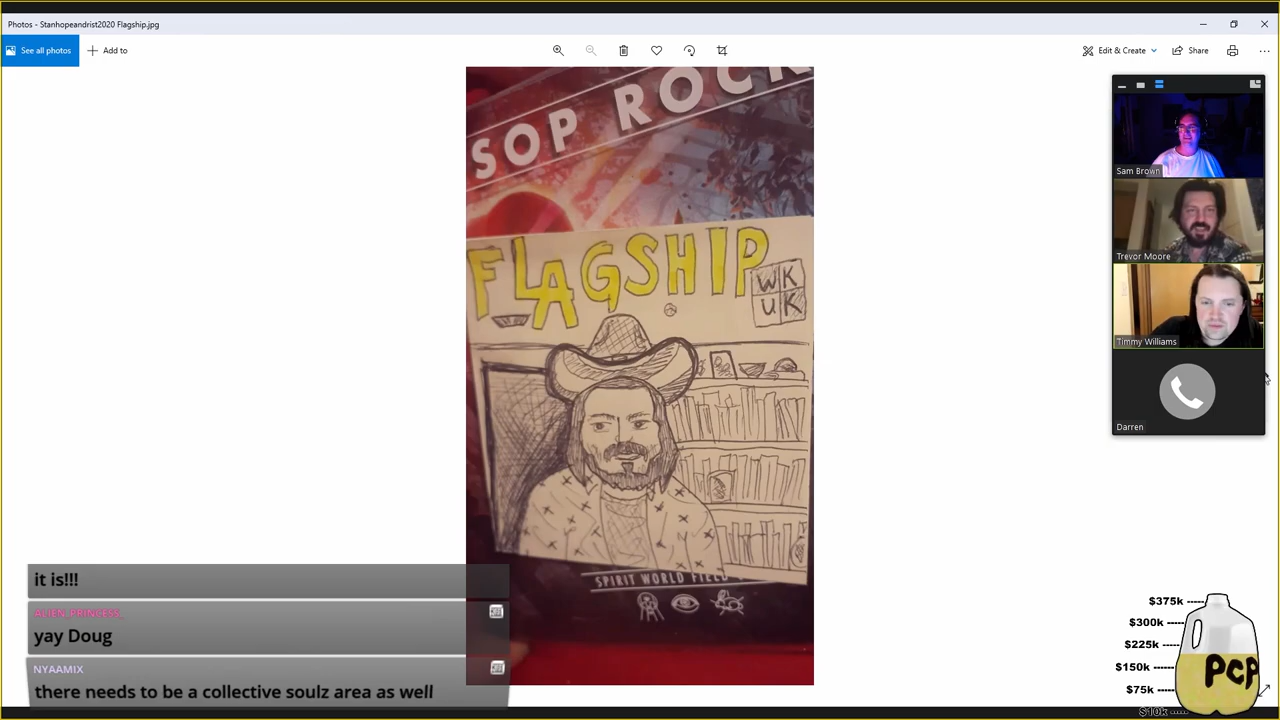 Photos - Stanhopeandrist2020 Flagship.jpg
See all photos
Add to
Edit & Create
Share
SOP ROCK
FLAGSHIP
WK
UK
SPIRIT WORLD FIELD
Sam Brown
Trevor Moore
Timmy Williams
Darren
it is!!!
ALIEN_PRINCESS_
yay Doug
NYAAMIX
there needs to be a collective soulz area as well
$375k
$300k
$225k
$150k
$75k
$10k
PCP